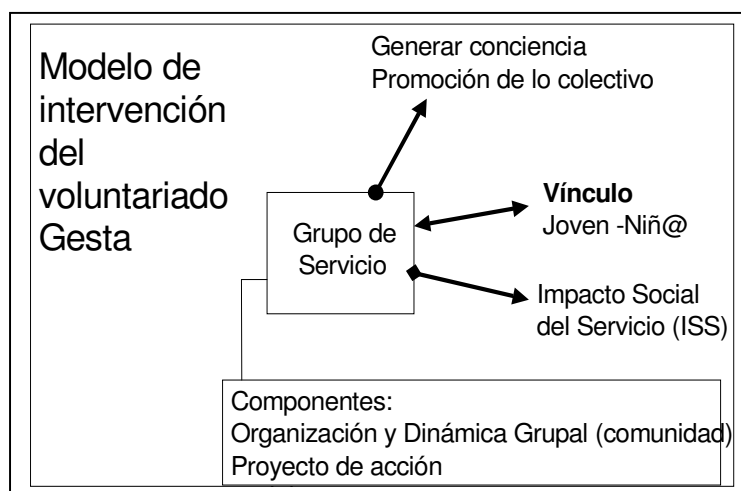 Modelo de
intervención
del
voluntariado
Gesta
Generar conciencia
Promoción de lo colectivo
Grupo de
Servicio
Vínculo
Joven -Niñ@
Impacto Social
del Servicio (ISS)
Componentes:
Organización y Dinámica Grupal (comunidad)
Proyecto de acción